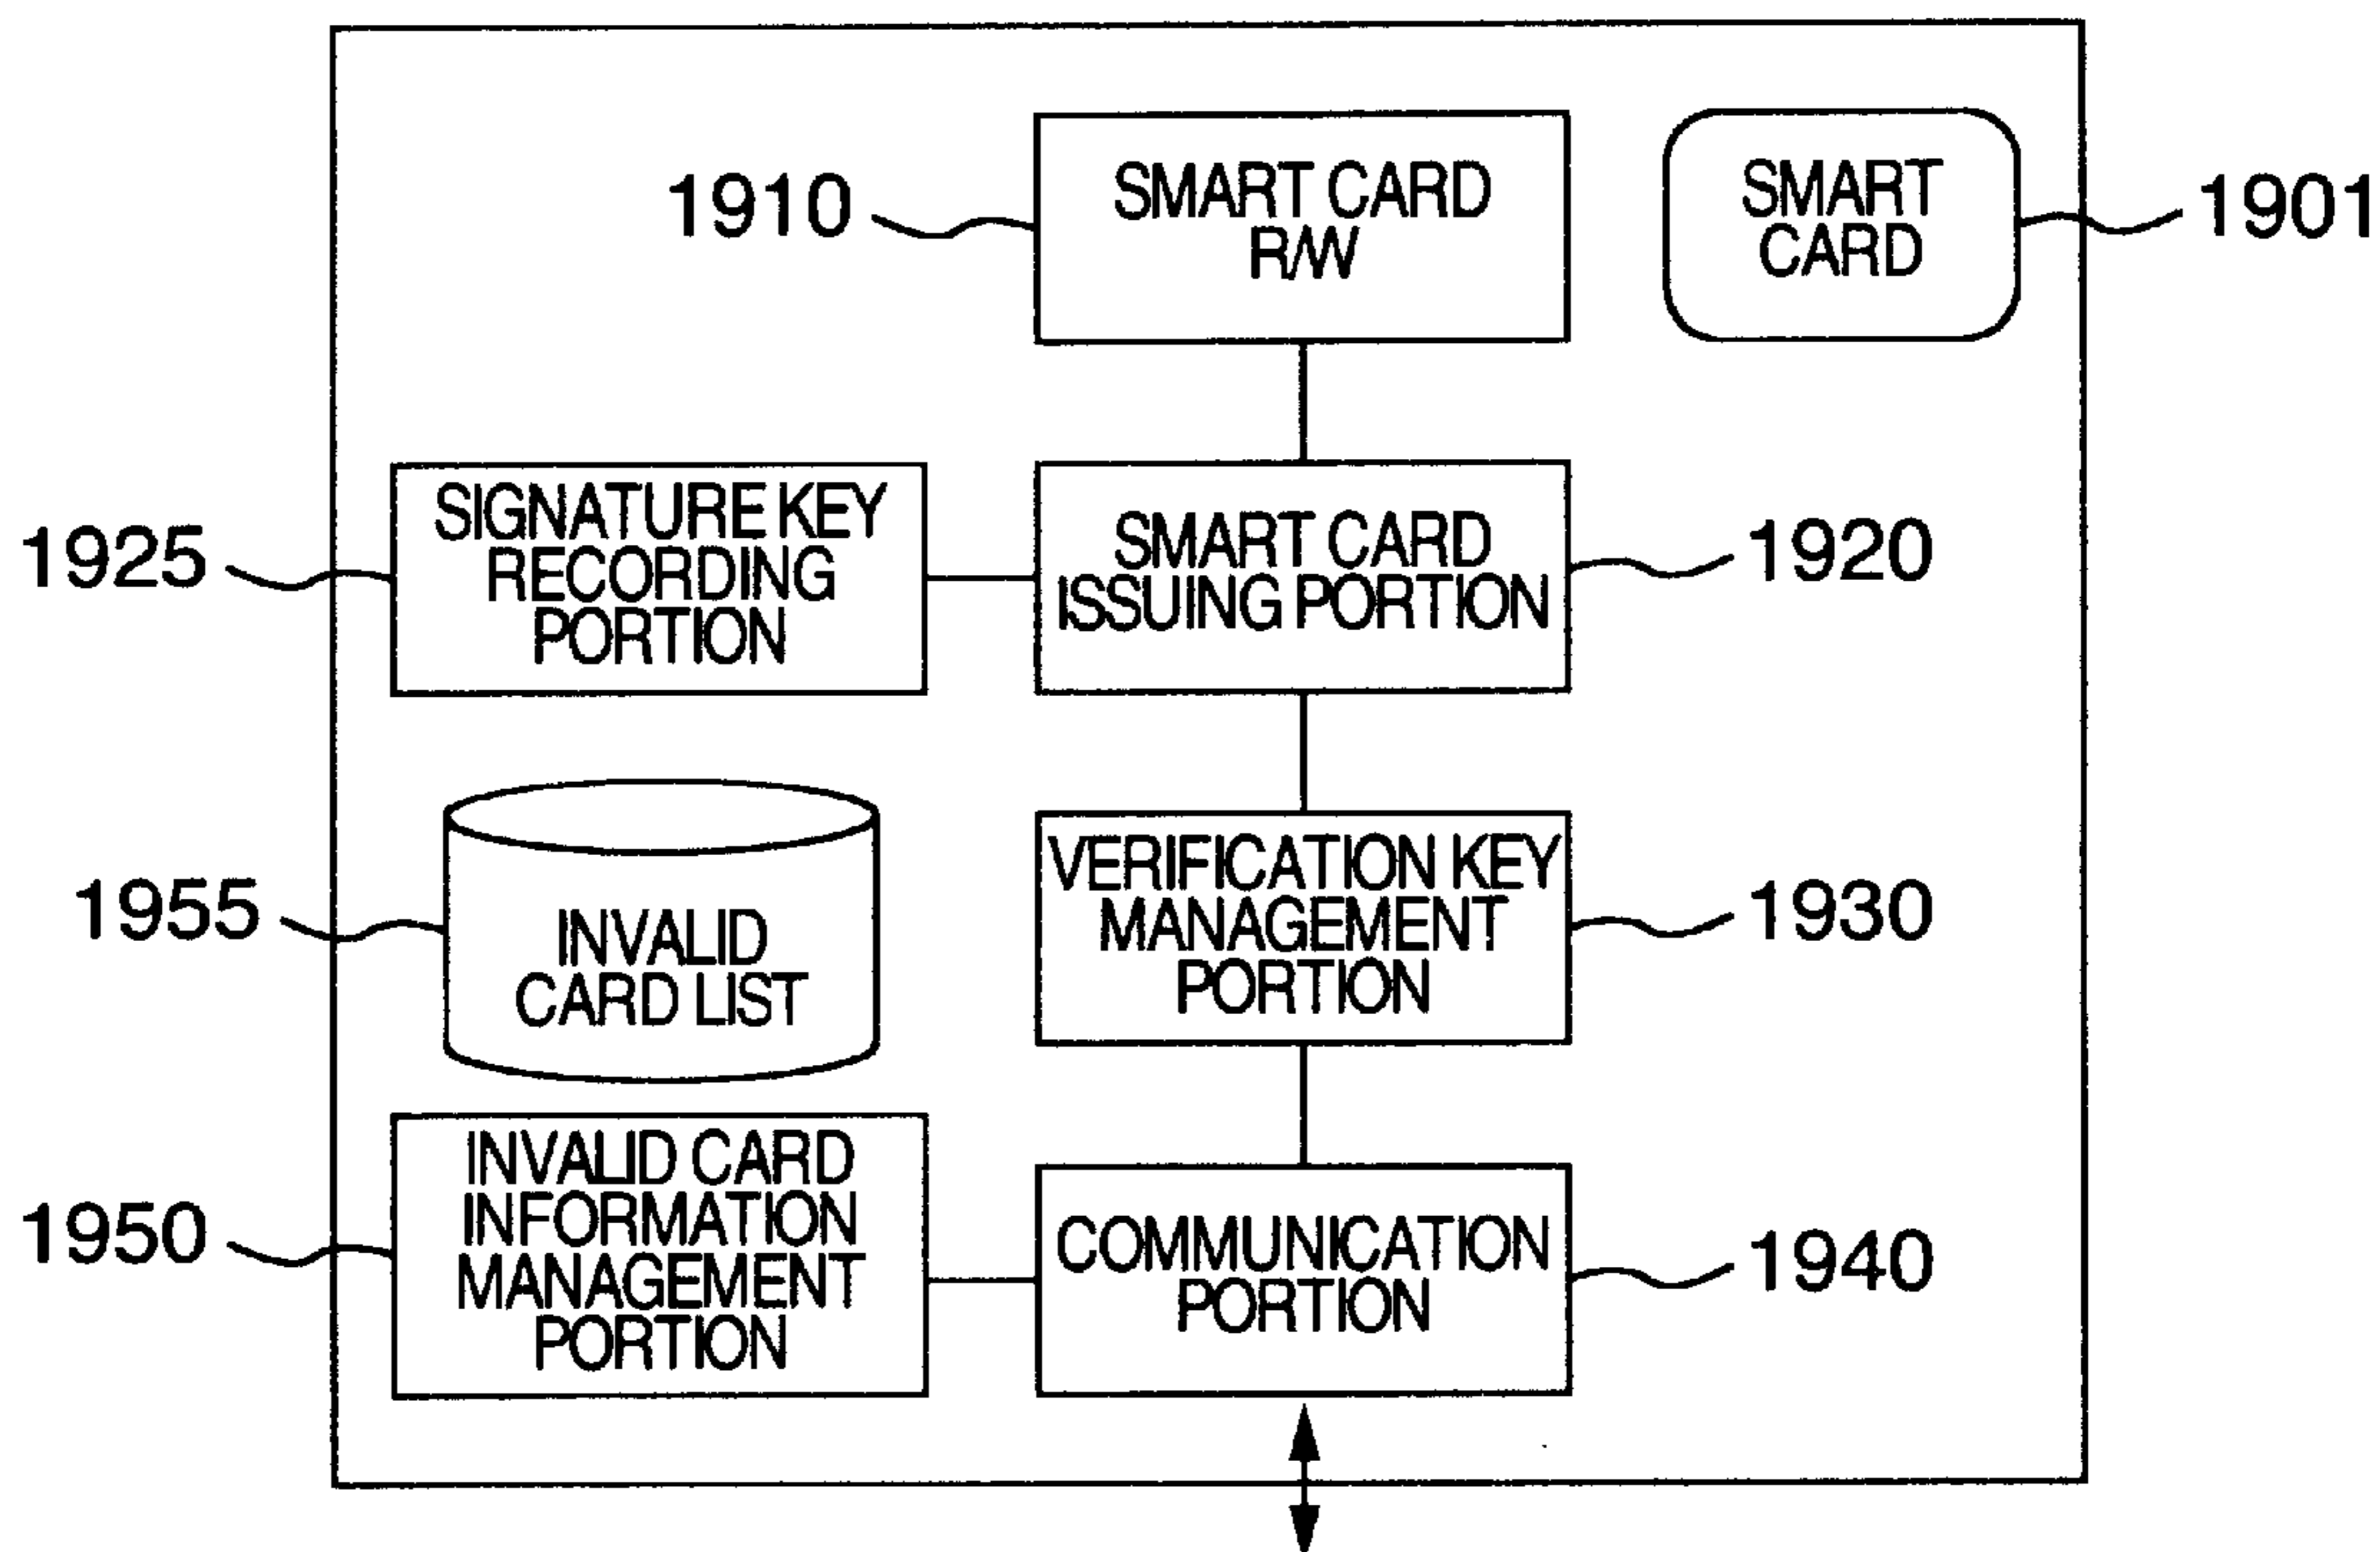 1910
SMART CARD
R/W
SMART
CARD
1901
1925
SIGNATURE KEY
RECORDING
PORTION
SMART CARD
ISSUING PORTION
1920
1955
INVALID
CARD LIST
VERIFICATION KEY
MANAGEMENT
PORTION
1930
1950
INVALID CARD
INFORMATION
MANAGEMENT
PORTION
COMMUNICATION
PORTION
1940